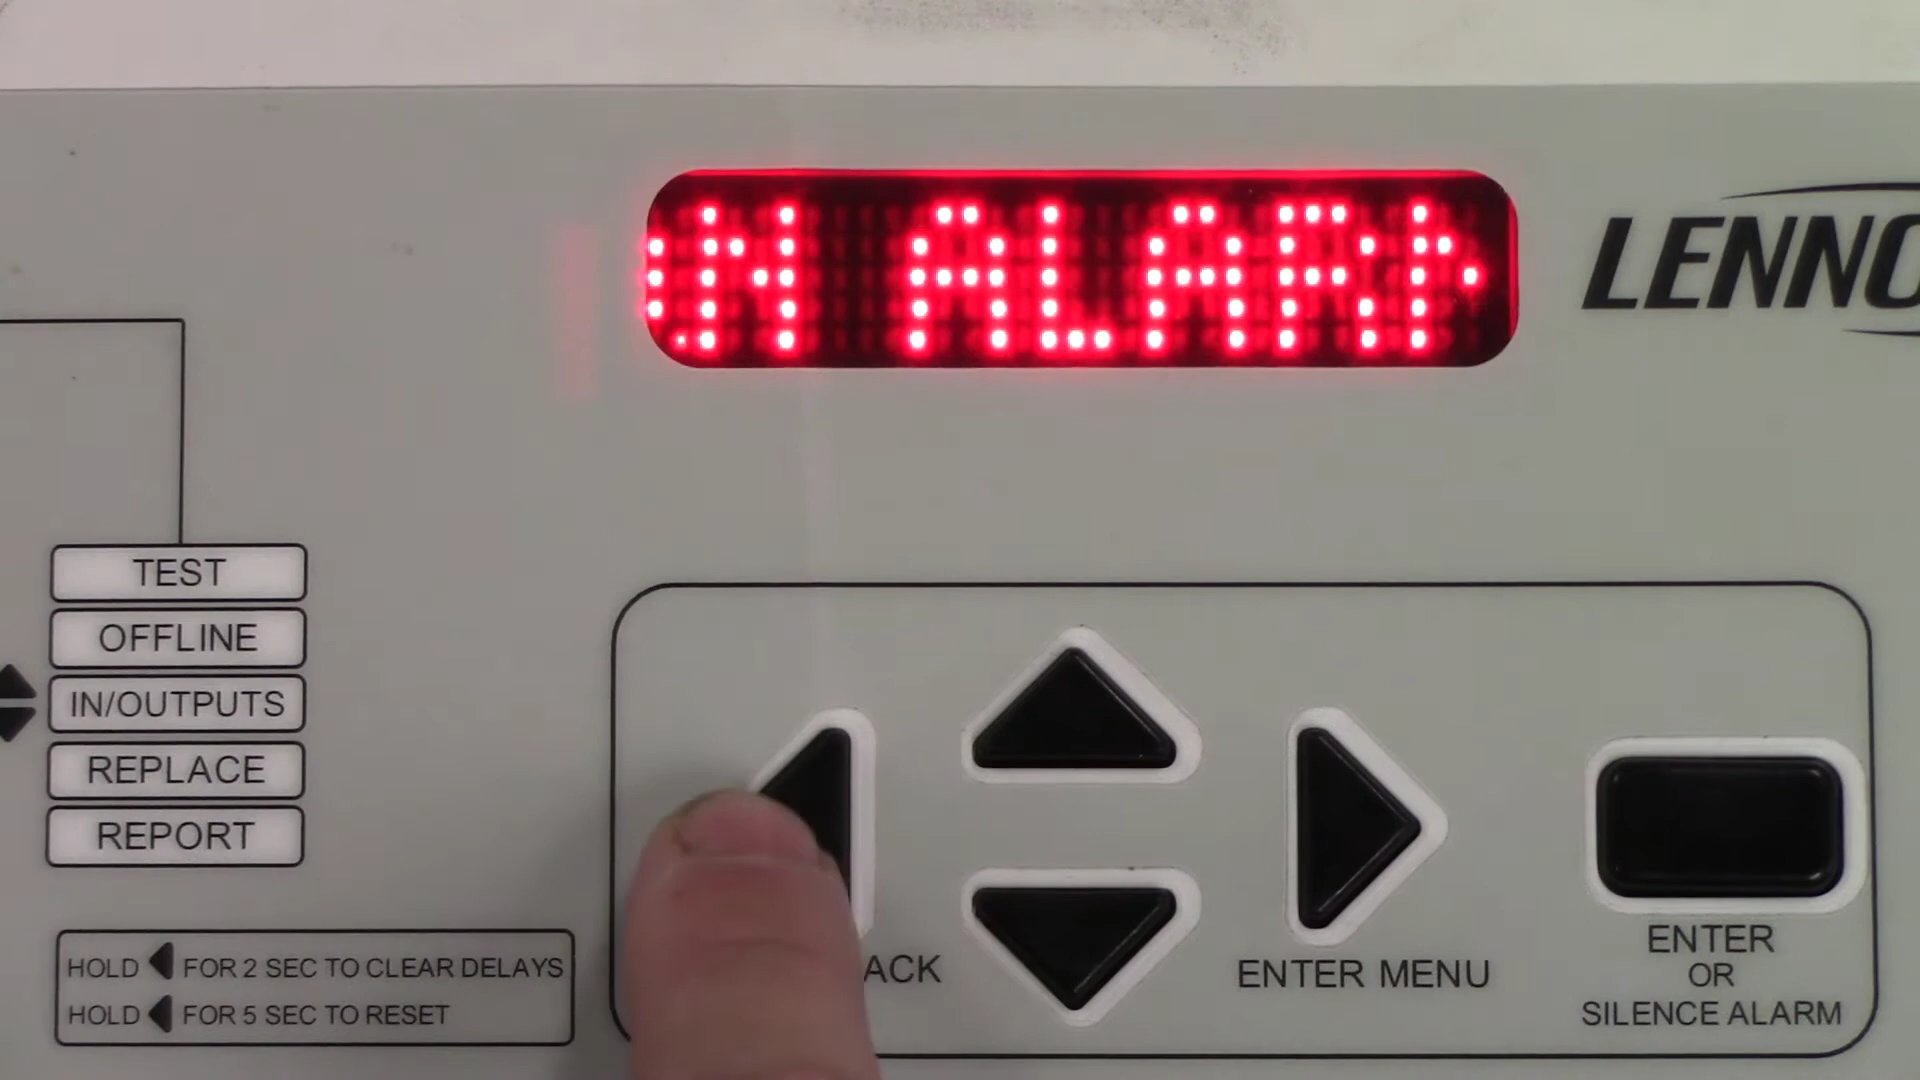 N ALAR
LENNO
TEST
OFFLINE
IN/OUTPUTS
REPLACE
REPORT
HOLD ◀ FOR 2 SEC TO CLEAR DELAYS
HOLD ◀ FOR 5 SEC TO RESET
ACK
ENTER MENU
ENTER
OR
SILENCE ALARM